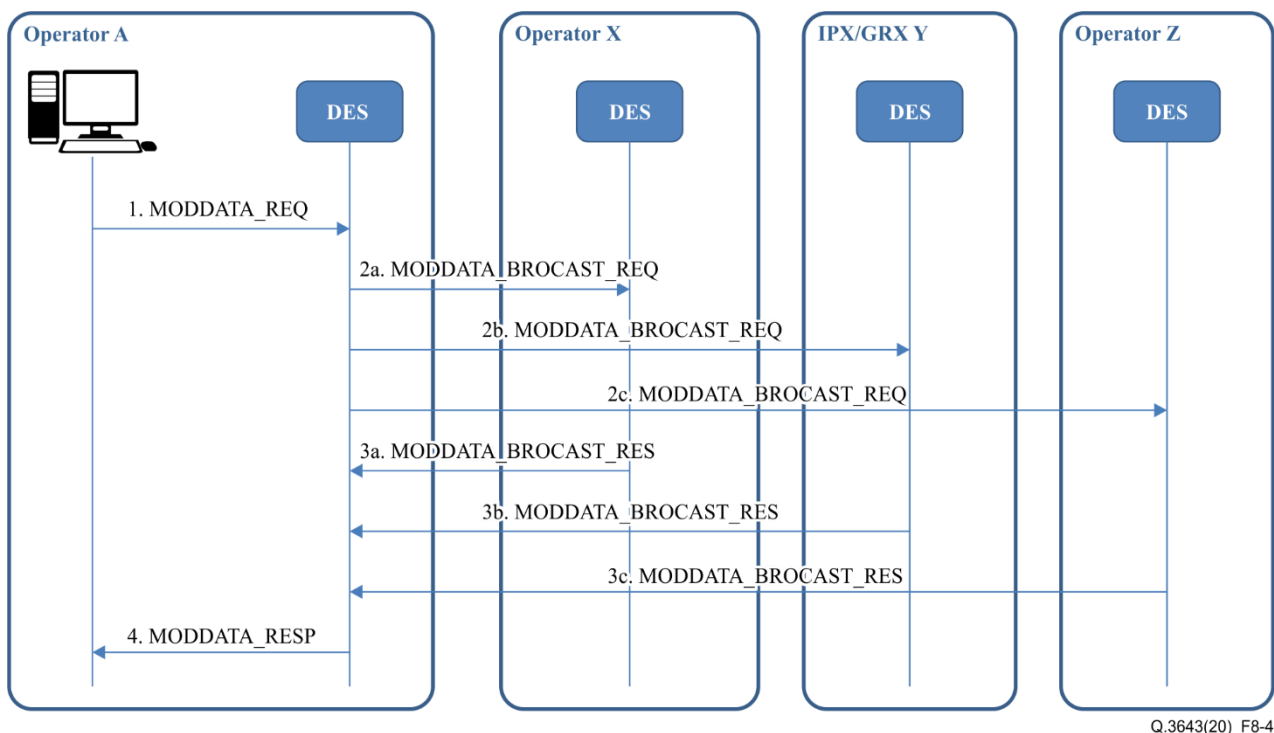 Operator A
Operator X
IPX/GRX Y
Operator Z
DES
DES
DES
DES
1. MODDATA_REQ
2a. MODDATA_BROCAST_REQ
2b. MODDATA_BROCAST_REQ
2c. MODDATA_BROCAST_REQ
3a. MODDATA_BROCAST_RES
3b. MODDATA_BROCAST_RES
3c. MODDATA_BROCAST_RES
4. MODDATA_RESP
Q.3643(20)_F8-4